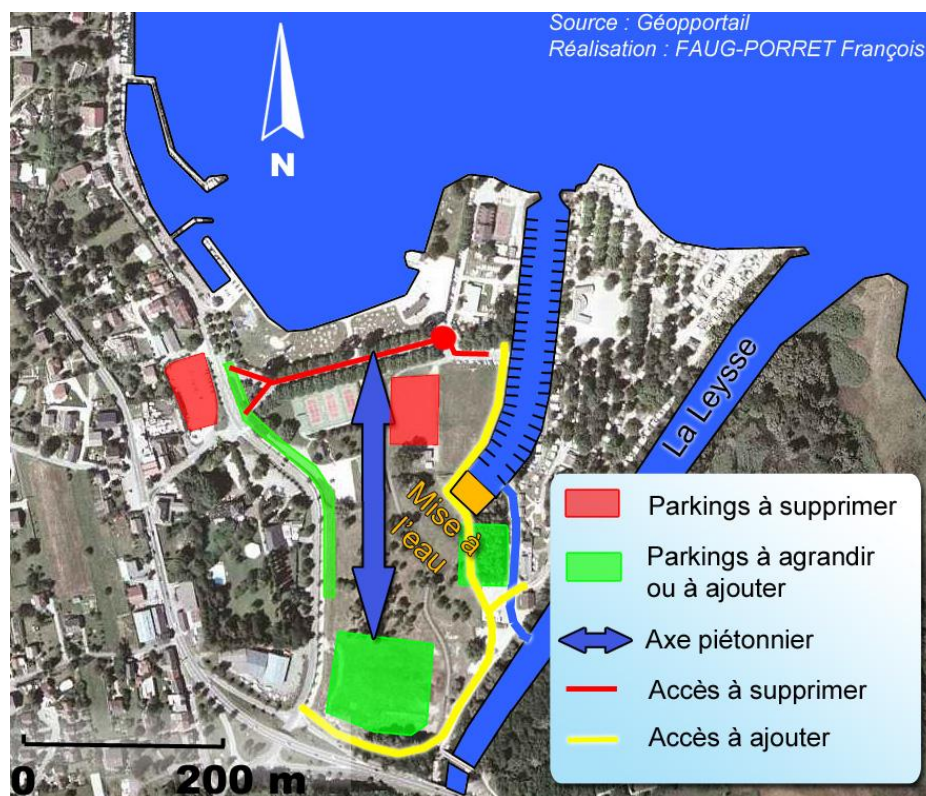 Source : Géopportail
Réalisation : FAUG-PORRET François
N
La Leysse
Mise à
l'eau
Parkings à supprimer
Parkings à agrandir
ou à ajouter
Axe piétonnier
Accès à supprimer
Accès à ajouter
0 200 m